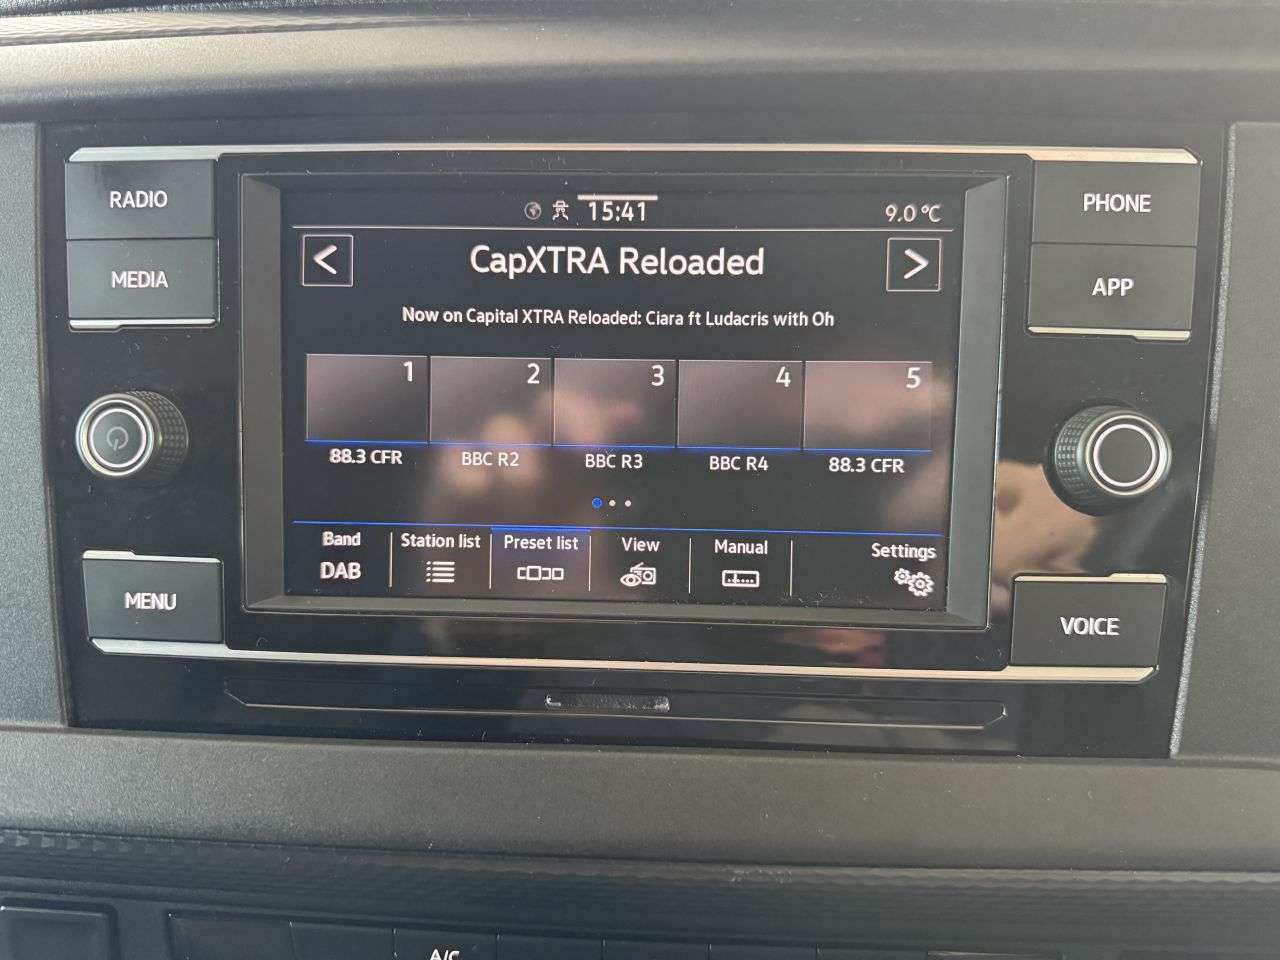 RADIO
MEDIA
MENU
15:41
9.0 °C
<
CapXTRA Reloaded
>
Now on Capital XTRA Reloaded: Ciara ft Ludacris with Oh
1 2 3 4 5
88.3 CFR BBC R2 BBC R3 BBC R4 88.3 CFR
Band Station list Preset list View Manual Settings
DAB
PHONE
APP
VOICE
A/C